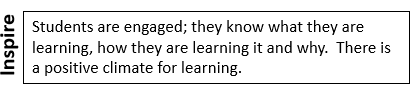 Inspire
Students are engaged; they know what they are
learning, how they are learning it and why.  There is
a positive climate for learning.